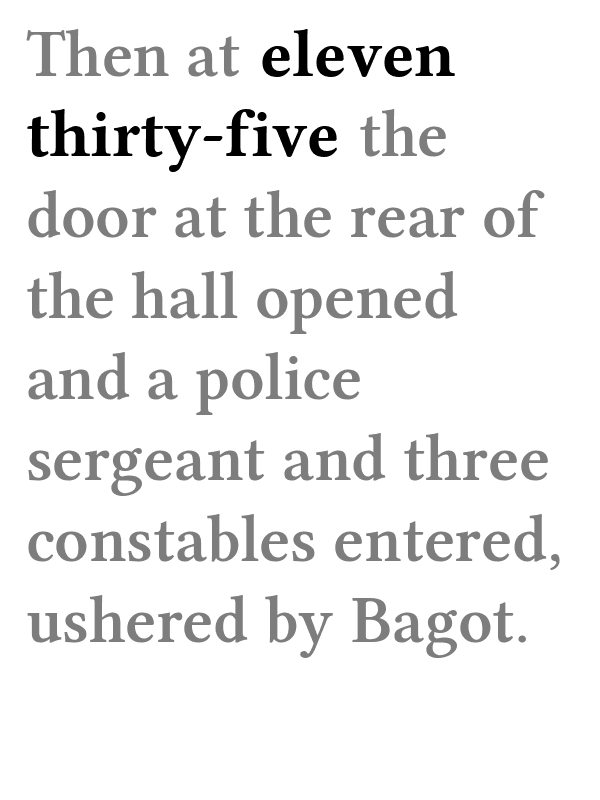 Then at eleven
thirty-five the
door at the rear of
the hall opened
and a police
sergeant and three
constables entered,
ushered by Bagot.